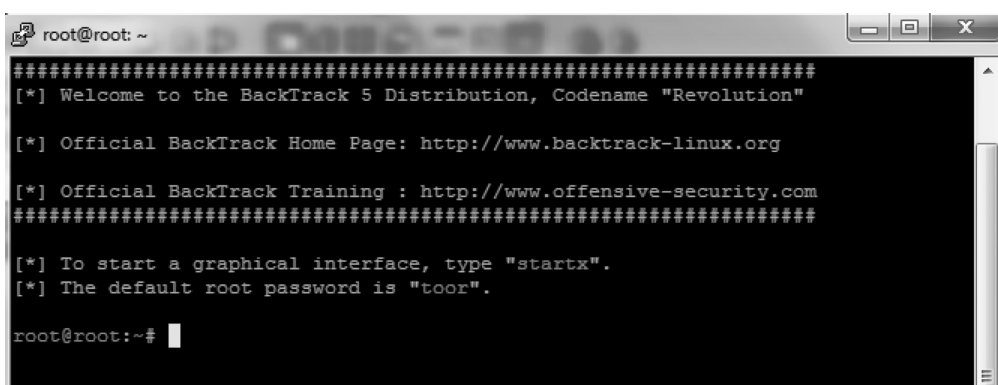 root@root: ~
###################################################################
[*] Welcome to the BackTrack 5 Distribution, Codename "Revolution"
[*] Official BackTrack Home Page: http://www.backtrack-linux.org
[*] Official BackTrack Training : http://www.offensive-security.com
###################################################################
[*] To start a graphical interface, type "startx".
[*] The default root password is "toor".
root@root:~#